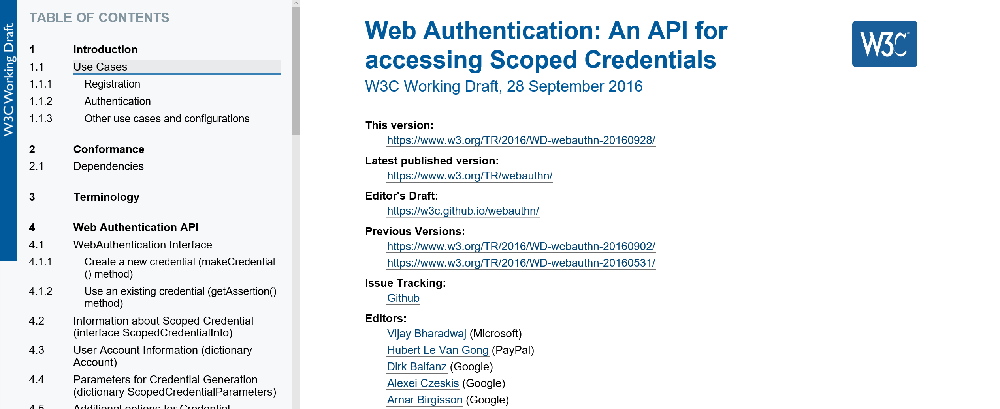 W3C Working Draft
TABLE OF CONTENTS
1 Introduction
1.1 Use Cases
1.1.1 Registration
1.1.2 Authentication
1.1.3 Other use cases and configurations
2 Conformance
2.1 Dependencies
3 Terminology
4 Web Authentication API
4.1 WebAuthentication Interface
4.1.1 Create a new credential (makeCredential
() method)
4.1.2 Use an existing credential (getAssertion()
method)
4.2 Information about Scoped Credential
(interface ScopedCredentialInfo)
4.3 User Account Information (dictionary
Account)
4.4 Parameters for Credential Generation
(dictionary ScopedCredentialParameters)
4.5 Additional options for Credential
Web Authentication: An API for
accessing Scoped Credentials
W3C Working Draft, 28 September 2016
W3C®
This version:
https://www.w3.org/TR/2016/WD-webauthn-20160928/
Latest published version:
https://www.w3.org/TR/webauthn/
Editor's Draft:
https://w3c.github.io/webauthn/
Previous Versions:
https://www.w3.org/TR/2016/WD-webauthn-20160902/
https://www.w3.org/TR/2016/WD-webauthn-20160531/
Issue Tracking:
Github
Editors:
Vijay Bharadwaj (Microsoft)
Hubert Le Van Gong (PayPal)
Dirk Balfanz (Google)
Alexei Czeskis (Google)
Arnar Birgisson (Google)